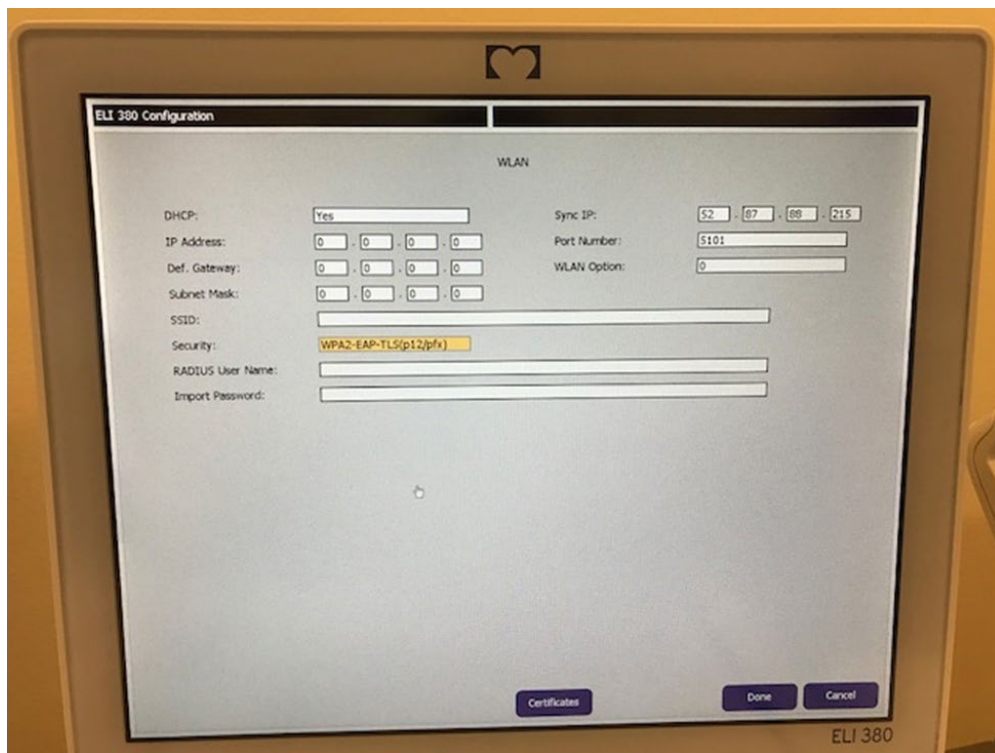 ELI 380 Configuration
WLAN
DHCP: Yes Sync IP: 52 . 87 . 88 . 215
IP Address: 0 . 0 . 0 . 0 Port Number: 5101
Def. Gateway: 0 . 0 . 0 . 0 WLAN Option: 0
Subnet Mask: 0 . 0 . 0 . 0
SSID:
Security: WPA2-EAP-TLS(p12/pfx)
RADIUS User Name:
Import Password:
Certificates Done Cancel
ELI 380